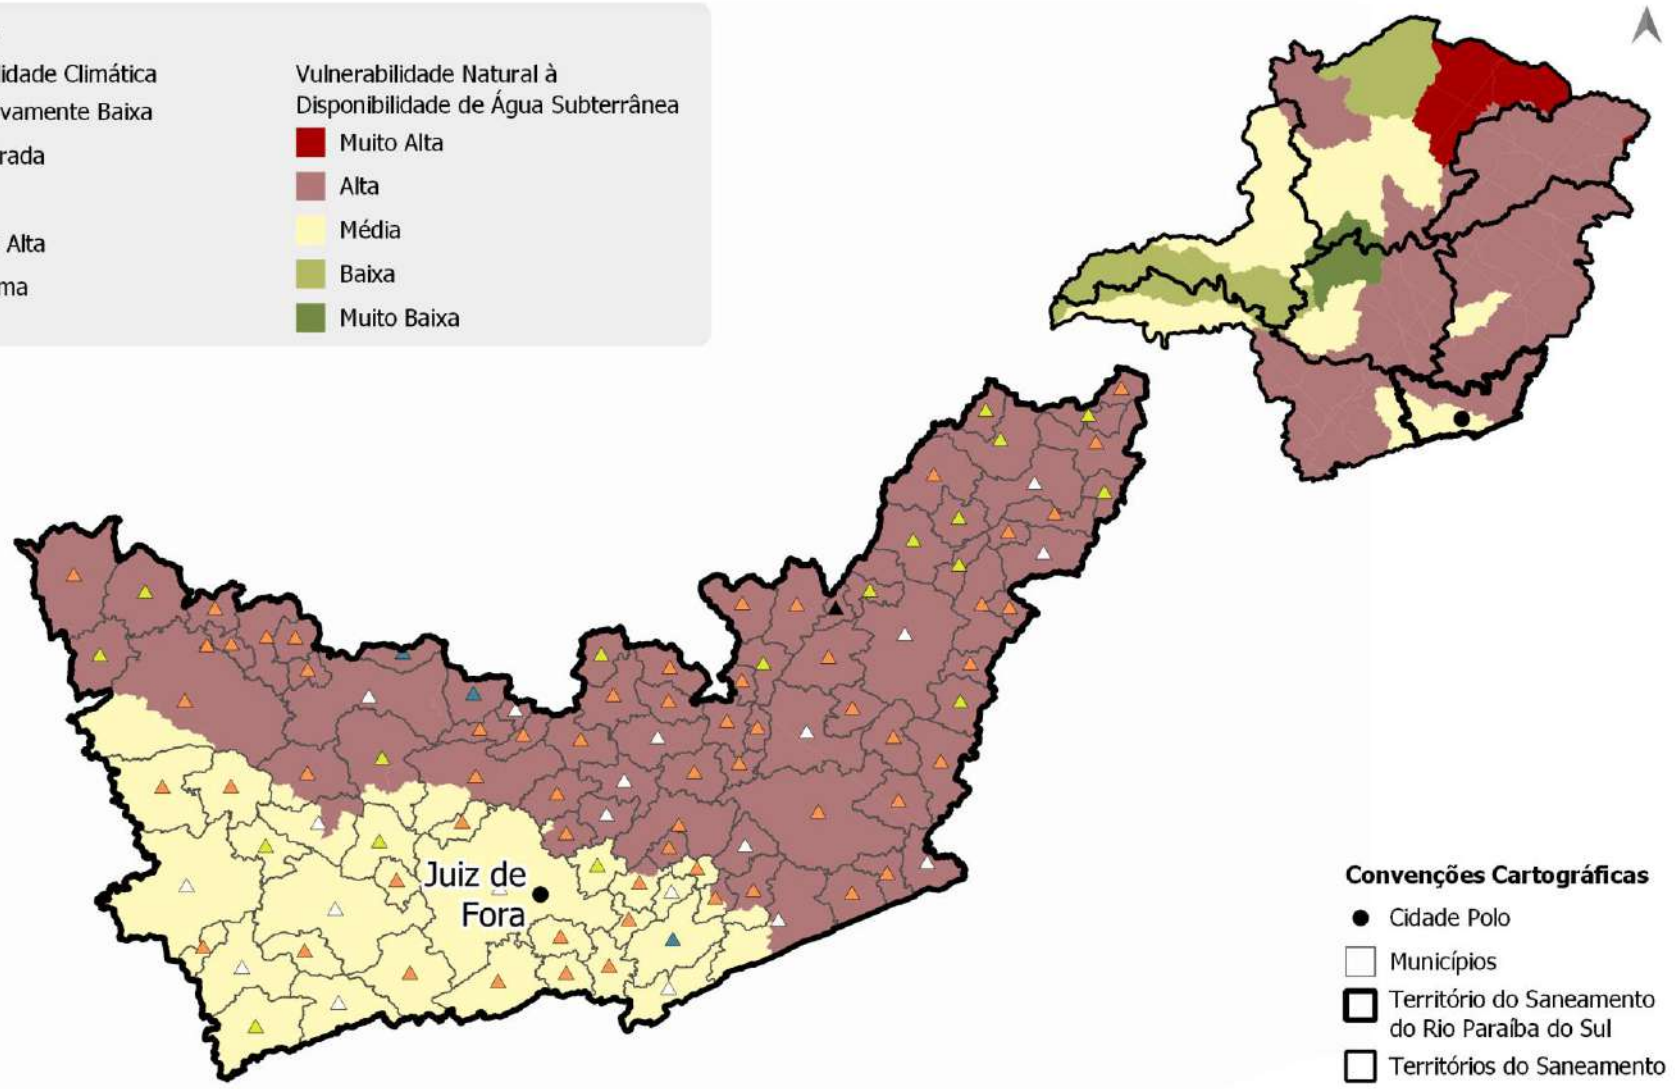 lidade Climática
vamente Baixa
rada
Alta
ma
Vulnerabilidade Natural à
Disponibilidade de Água Subterrânea
Muito Alta
Alta
Média
Baixa
Muito Baixa
Juiz de
Fora
Convenções Cartográficas
Cidade Polo
Municípios
Território do Saneamento
do Rio Paraíba do Sul
Territórios do Saneamento